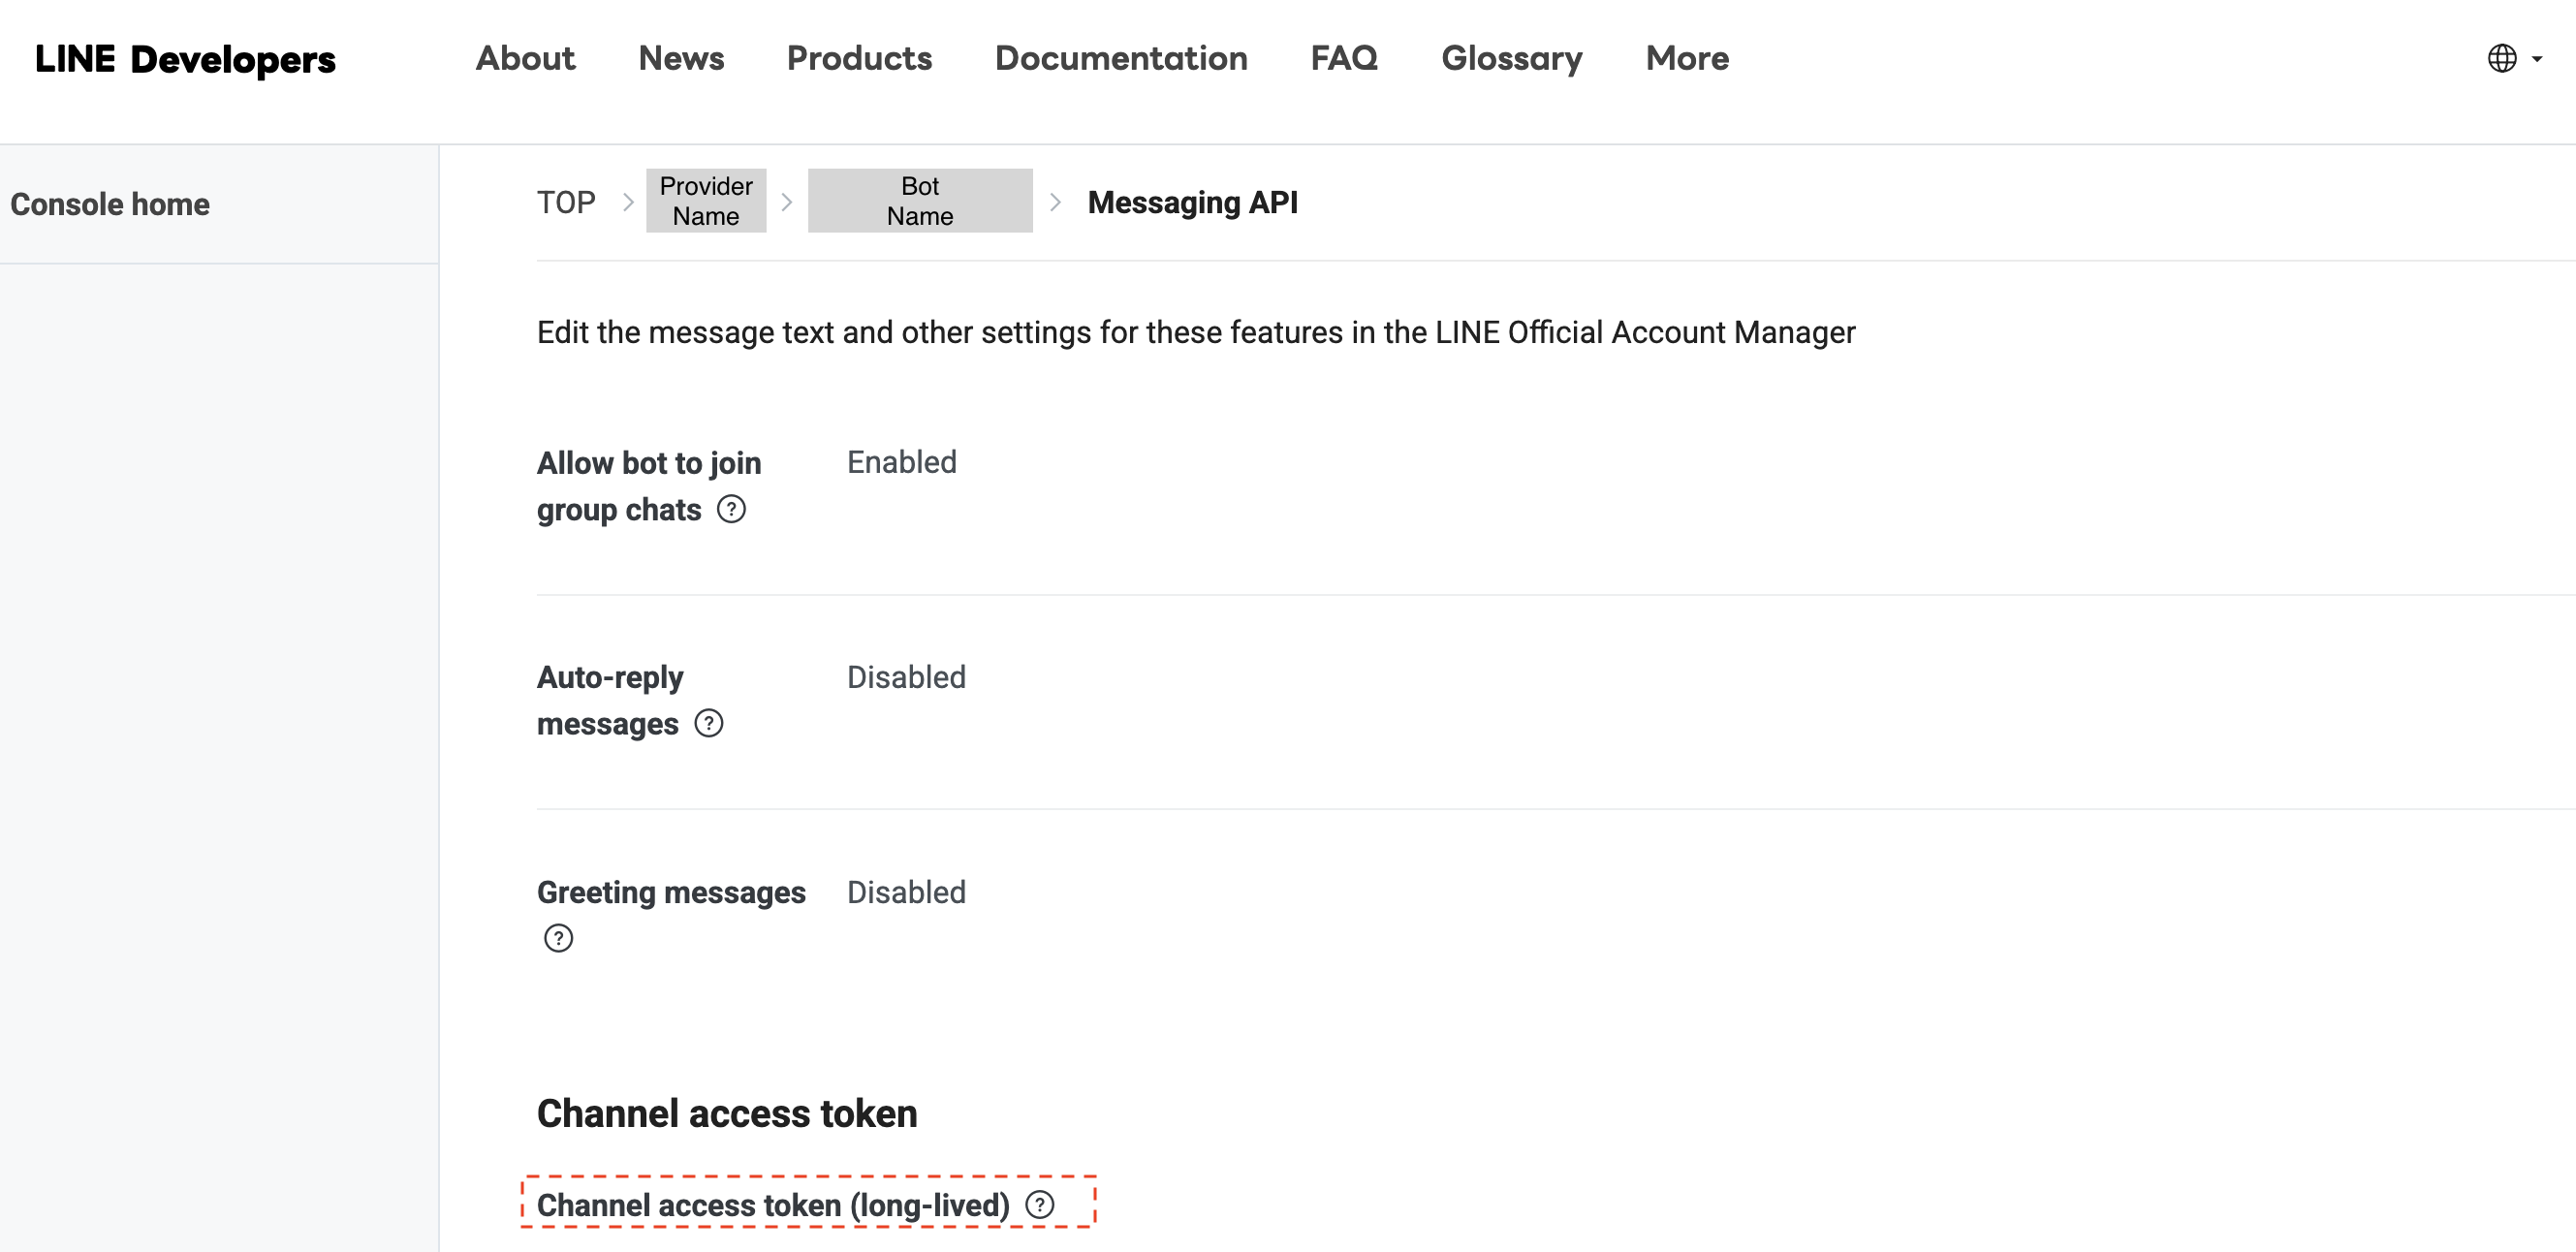 LINE Developers About News Products Documentation FAQ Glossary More
Console home
TOP > Provider Name > Bot Name > Messaging API
Edit the message text and other settings for these features in the LINE Official Account Manager
Allow bot to join Enabled
group chats ?
Auto-reply Disabled
messages ?
Greeting messages Disabled
?
Channel access token
Channel access token (long-lived) ?